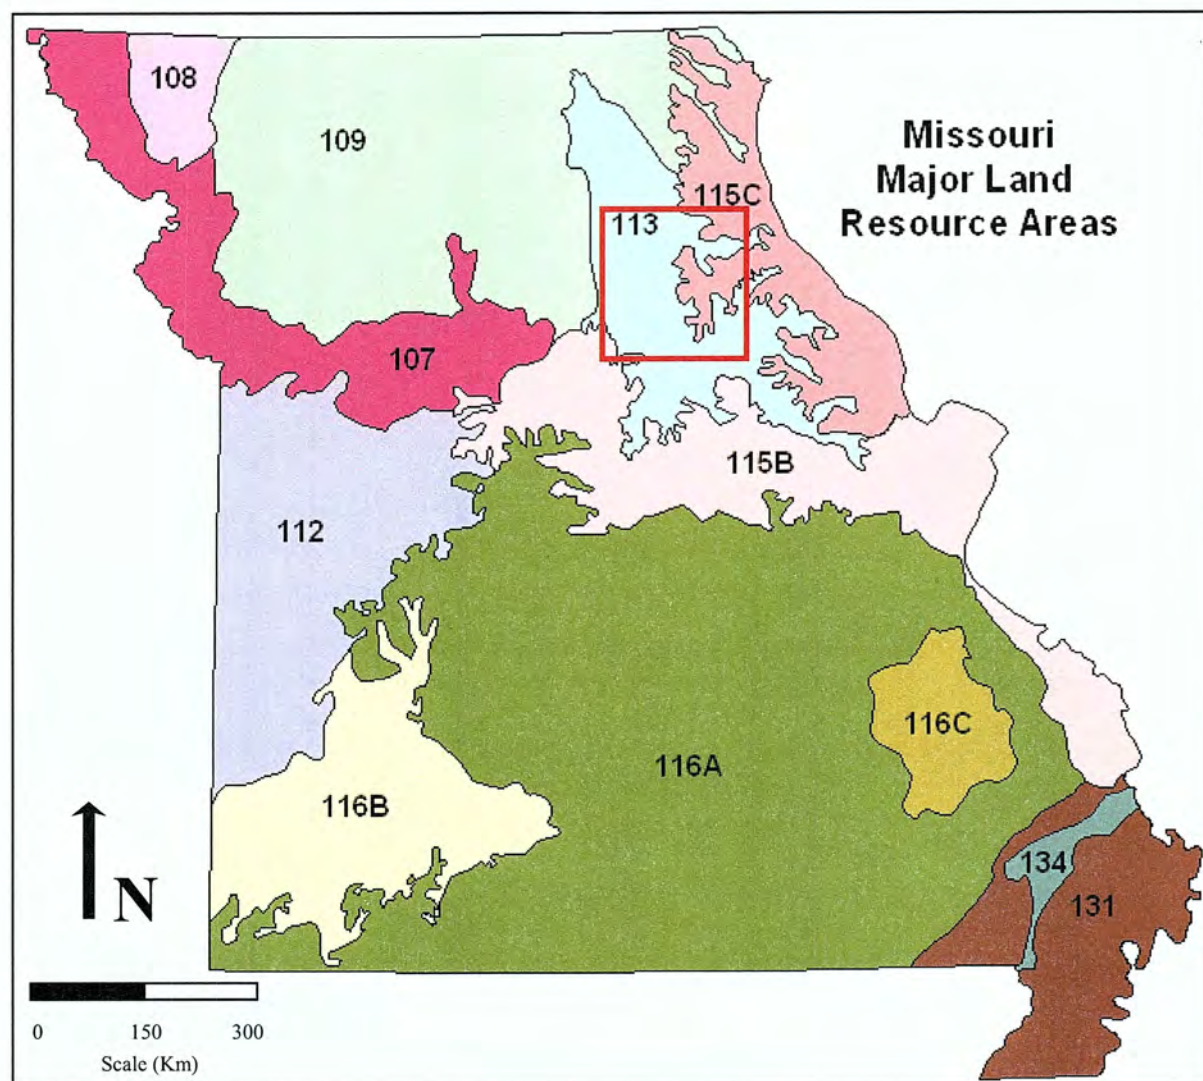 Missouri
Major Land
Resource Areas
108
109
115C
113
107
115B
112
116C
116A
116B
134
131
N
0 150 300
Scale (Km)